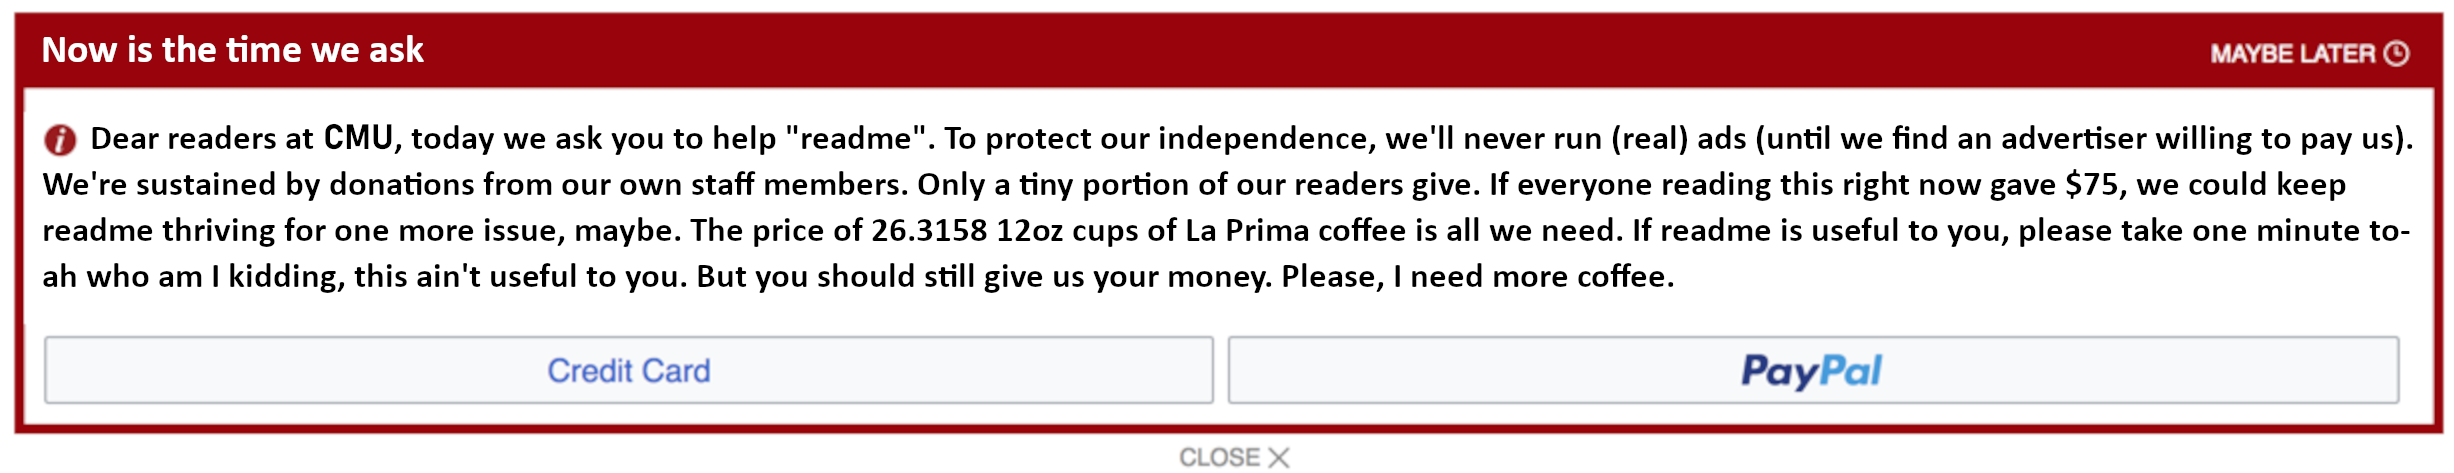 Now is the time we ask
MAYBE LATER
Dear readers at CMU, today we ask you to help "readme". To protect our independence, we'll never run (real) ads (until we find an advertiser willing to pay us).
We're sustained by donations from our own staff members. Only a tiny portion of our readers give. If everyone reading this right now gave $75, we could keep
readme thriving for one more issue, maybe. The price of 26.3158 12oz cups of La Prima coffee is all we need. If readme is useful to you, please take one minute to-
ah who am I kidding, this ain't useful to you. But you should still give us your money. Please, I need more coffee.
Credit Card
PayPal
CLOSE